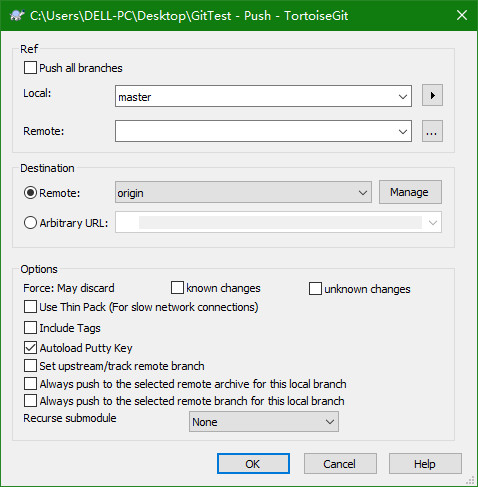 C:\Users\DELL-PC\Desktop\GitTest - Push - TortoiseGit
Ref
Push all branches
Local:
master
Remote:
...
Destination
Remote:
origin
Manage
Arbitrary URL:
Options
Force: May discard
known changes
unknown changes
Use Thin Pack (For slow network connections)
Include Tags
Autoload Putty Key
Set upstream/track remote branch
Always push to the selected remote archive for this local branch
Always push to the selected remote branch for this local branch
Recurse submodule
None
OK
Cancel
Help